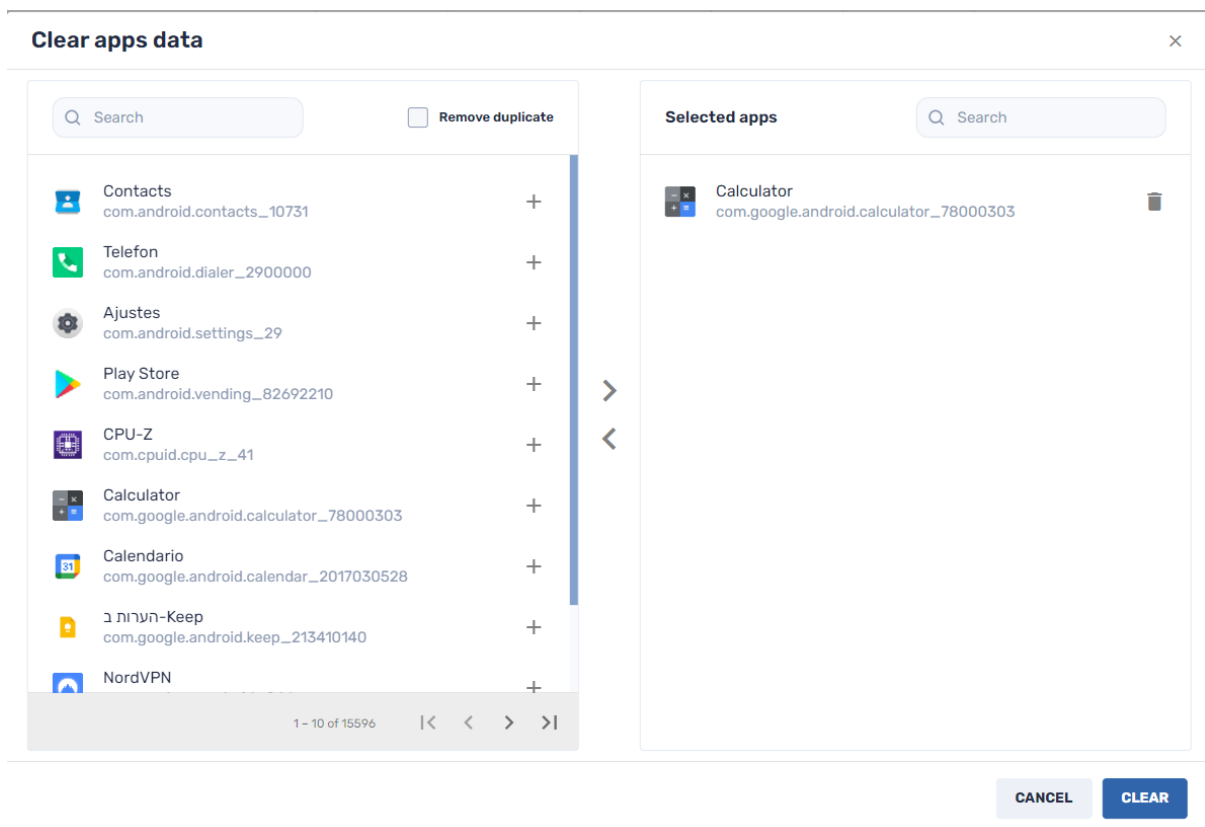 Clear apps data
Search
Remove duplicate
Contacts
com.android.contacts_10731
Telefon
com.android.dialer_2900000
Ajustes
com.android.settings_29
Play Store
com.android.vending_82692210
CPU-Z
com.cpuid.cpu_z_41
Calculator
com.google.android.calculator_78000303
31
Calendario
com.google.android.calendar_2017030528
הערות ב-Keep
com.google.android.keep_213410140
NordVPN
1 – 10 of 15596
Selected apps
Search
Calculator
com.google.android.calculator_78000303
CANCEL
CLEAR